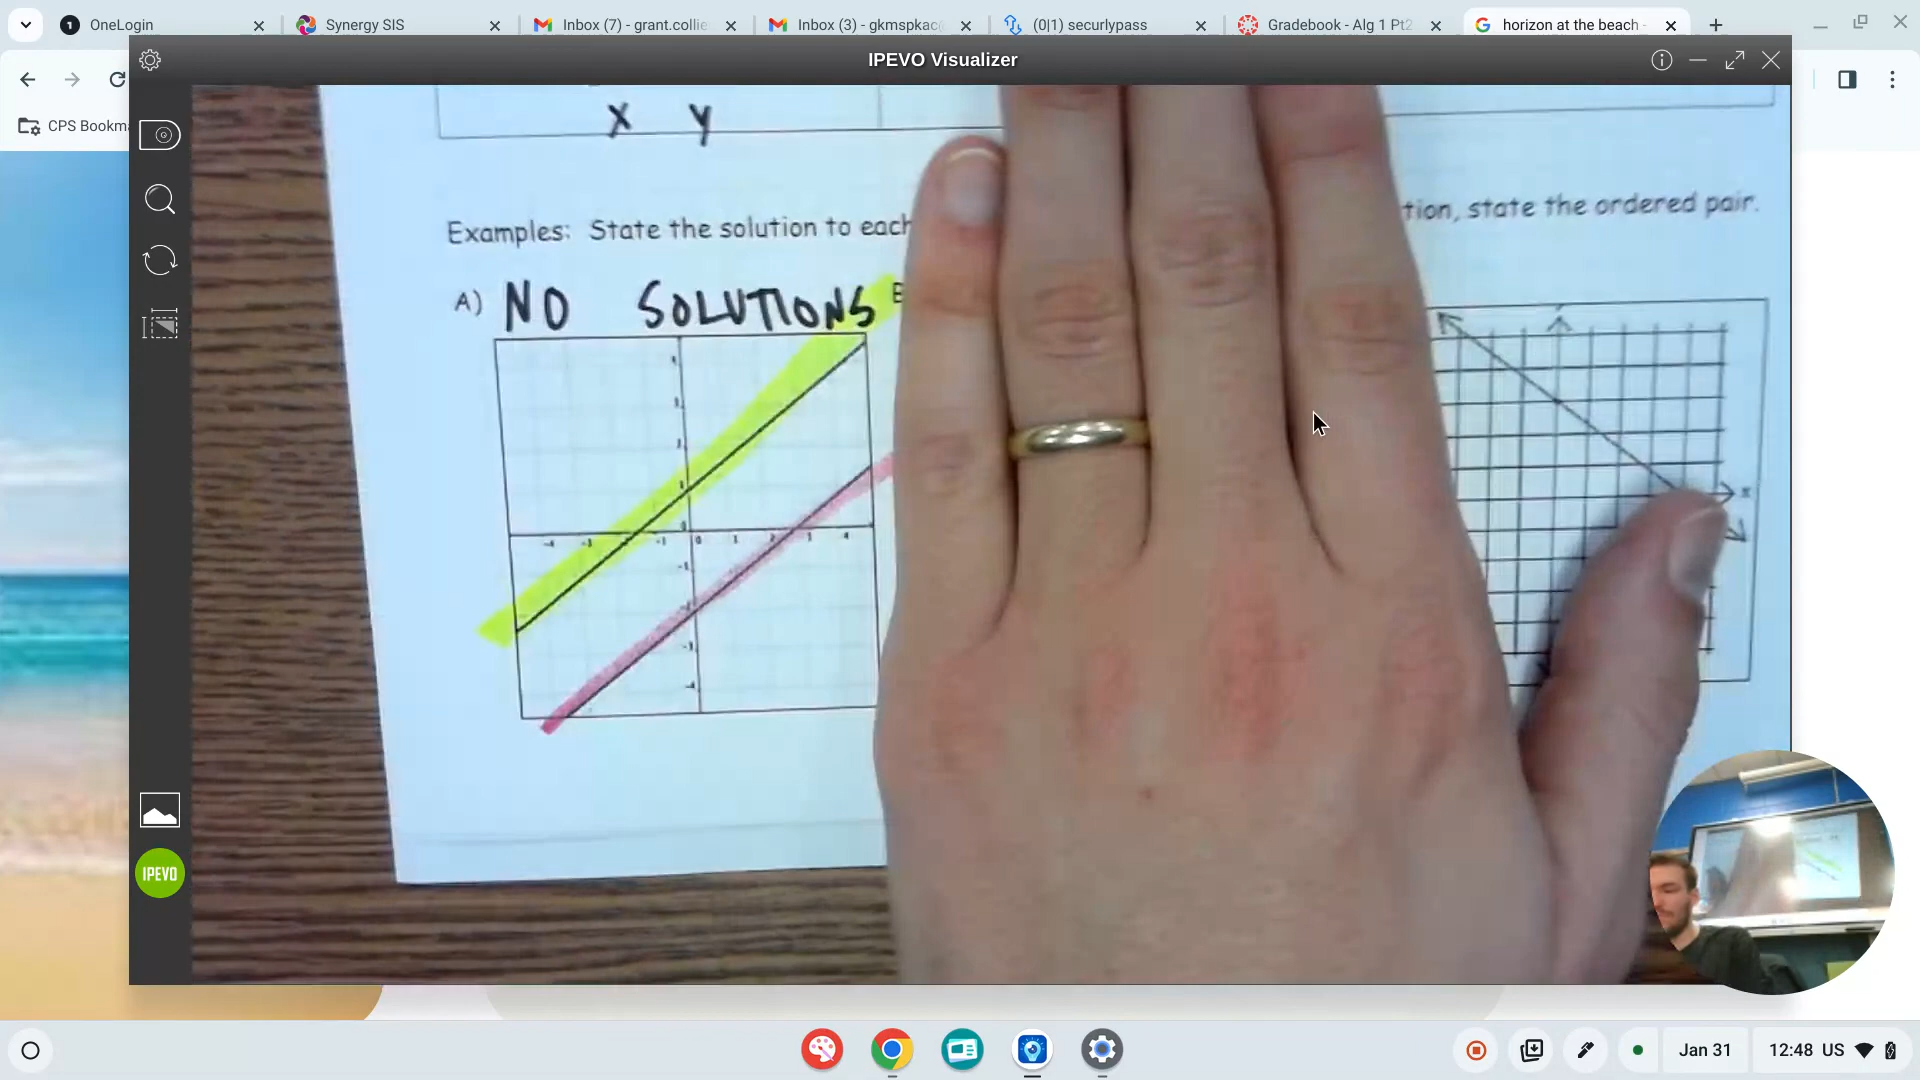 OneLogin
Synergy SIS
Inbox (7) - grant.collie
Inbox (3) - gkmspkac@
(0|1) securlypass
Gradebook - Alg 1 Pt2
horizon at the beach -
IPEVO Visualizer
CPS Bookma
x y
Examples: State the solution to each
tion, state the ordered pair.
A) NO SOLUTIONS
x
IPEVO
Jan 31
12:48 US